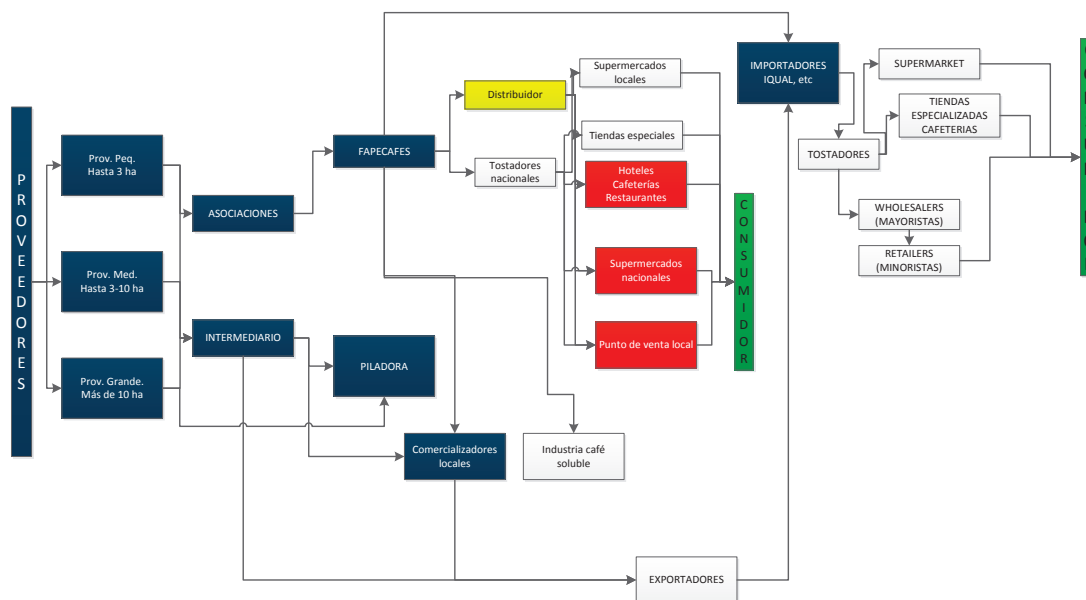 PROVEEDORES
Prov. Peq.
Hasta 3 ha
Prov. Med.
Hasta 3-10 ha
Prov. Grande.
Más de 10 ha
ASOCIACIONES
INTERMEDIARIO
FAPECAFES
PILADORA
Comercializadores
locales
Distribuidor
Tostadores
nacionales
Industria café
soluble
Supermercados
locales
Tiendas especiales
Hoteles
Cafeterías
Restaurantes
Supermercados
nacionales
Punto de venta local
CONSUMIDOR
EXPORTADORES
IMPORTADORES
IQUAL, etc
TOSTADORES
SUPERMARKET
TIENDAS
ESPECIALIZADAS
CAFETERIAS
WHOLESALERS
(MAYORISTAS)
RETAILERS
(MINORISTAS)